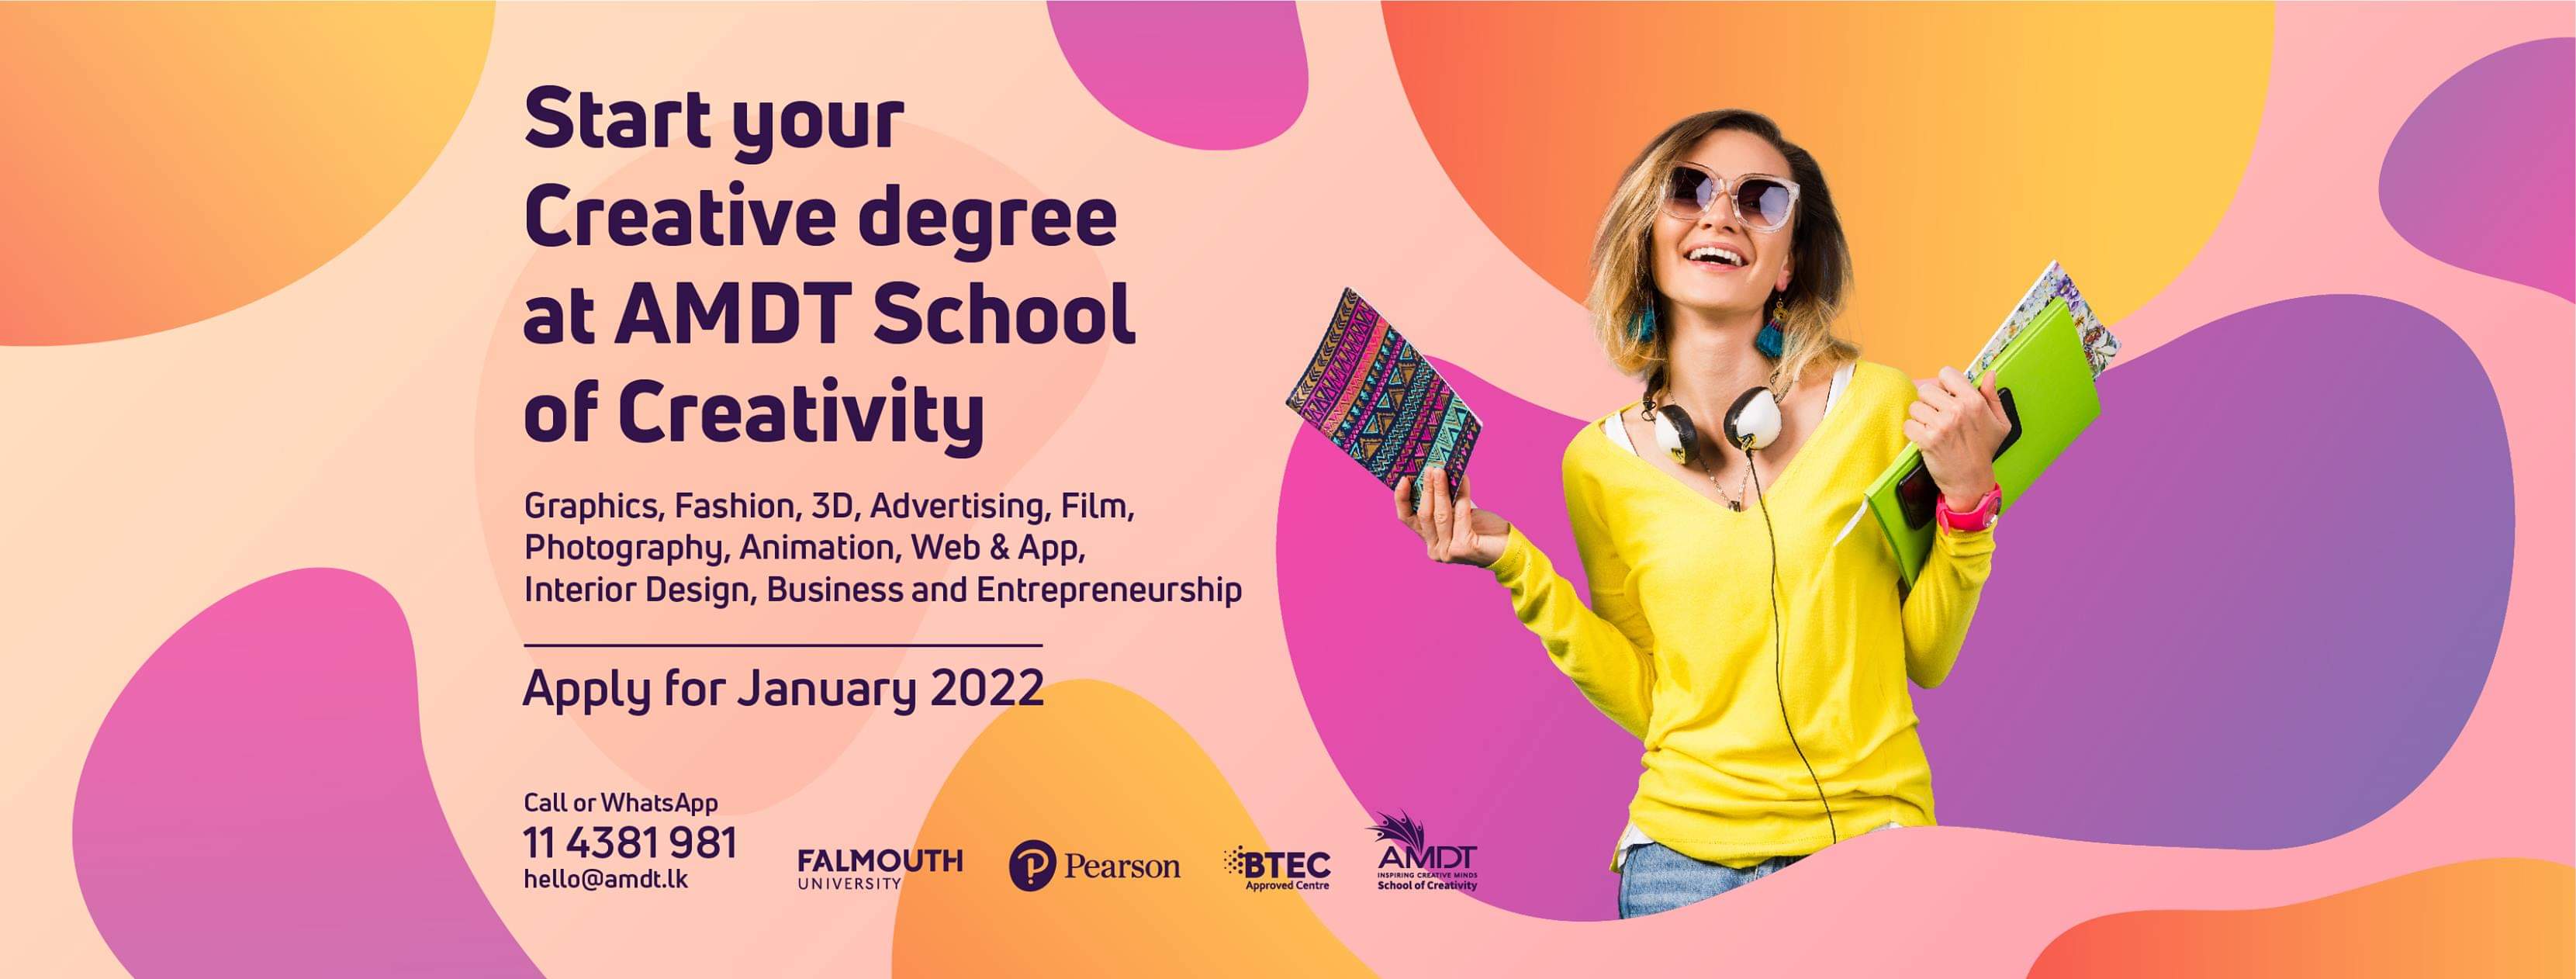 Start your
Creative degree
at AMDT School
of Creativity
Graphics, Fashion, 3D, Advertising, Film,
Photography, Animation, Web & App,
Interior Design, Business and Entrepreneurship
Apply for January 2022
Call or WhatsApp
11 4381 981
hello@amdt.lk
FALMOUTH
UNIVERSITY
P Pearson
BTEC
Approved Centre
AMDT
INSPIRING CREATIVE MINDS
School of Creativity